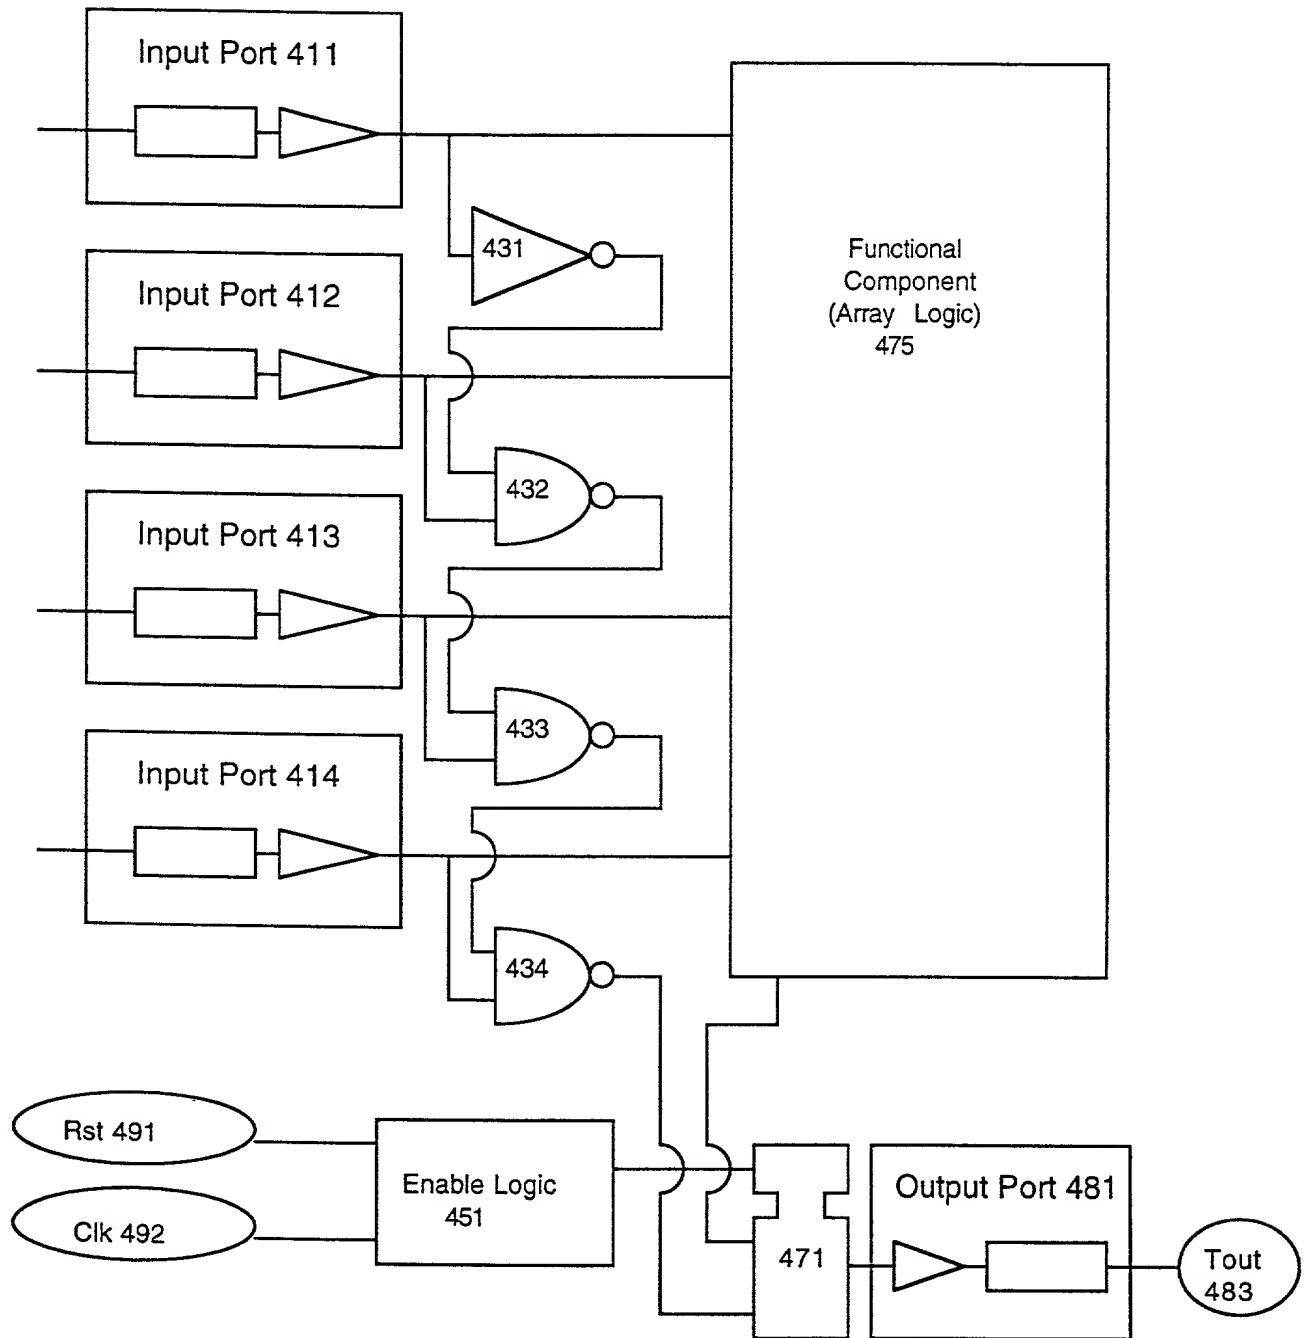 Input Port 411
431
Functional
Component
(Array Logic)
475
Input Port 412
432
Input Port 413
433
Input Port 414
434
Rst 491
Enable Logic
451
Clk 492
471
Output Port 481
Tout
483